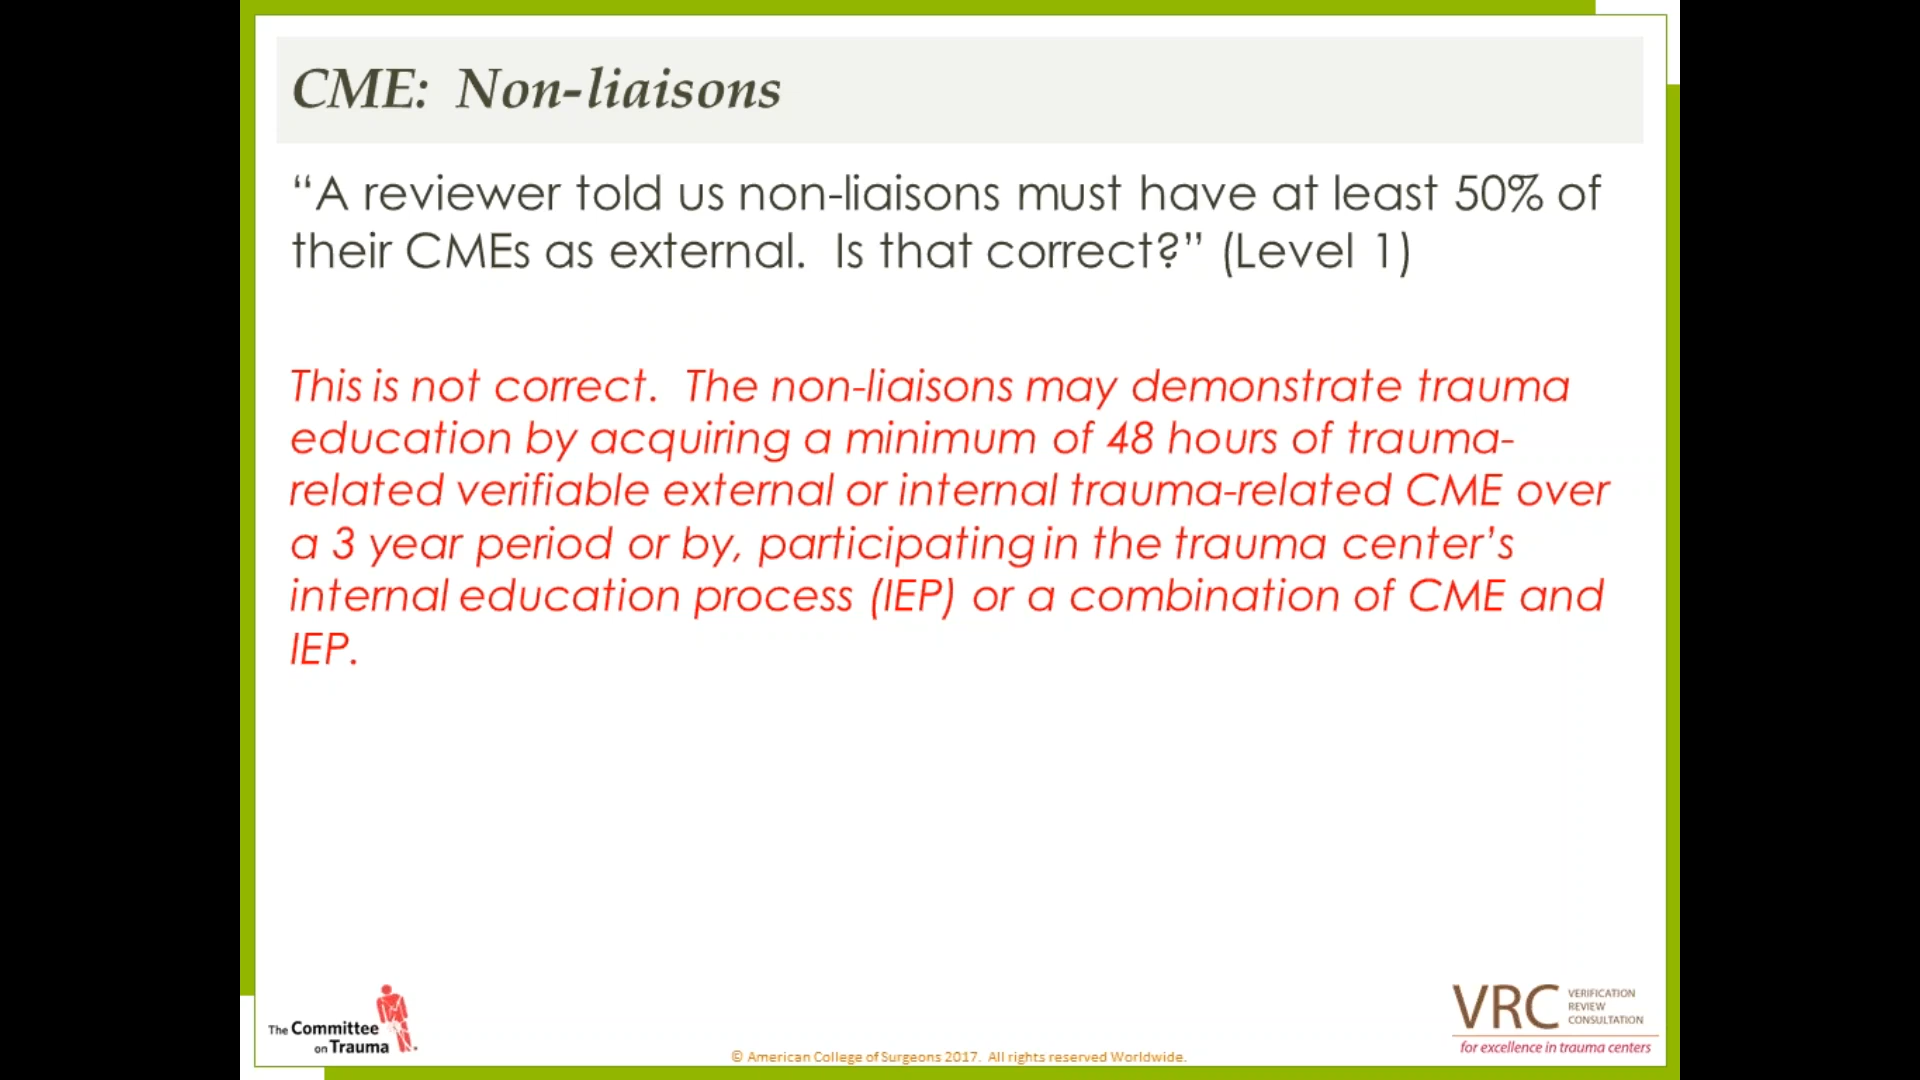 CME: Non-liaisons
“A reviewer told us non-liaisons must have at least 50% of
their CMEs as external. Is that correct?” (Level 1)
This is not correct. The non-liaisons may demonstrate trauma
education by acquiring a minimum of 48 hours of trauma-
related verifiable external or internal trauma-related CME over
a 3 year period or by, participating in the trauma center’s
internal education process (IEP) or a combination of CME and
IEP.
The Committee
on Trauma
© American College of Surgeons 2017. All rights reserved Worldwide.
VRC
VERIFICATION
REVIEW
CONSULTATION
for excellence in trauma centers